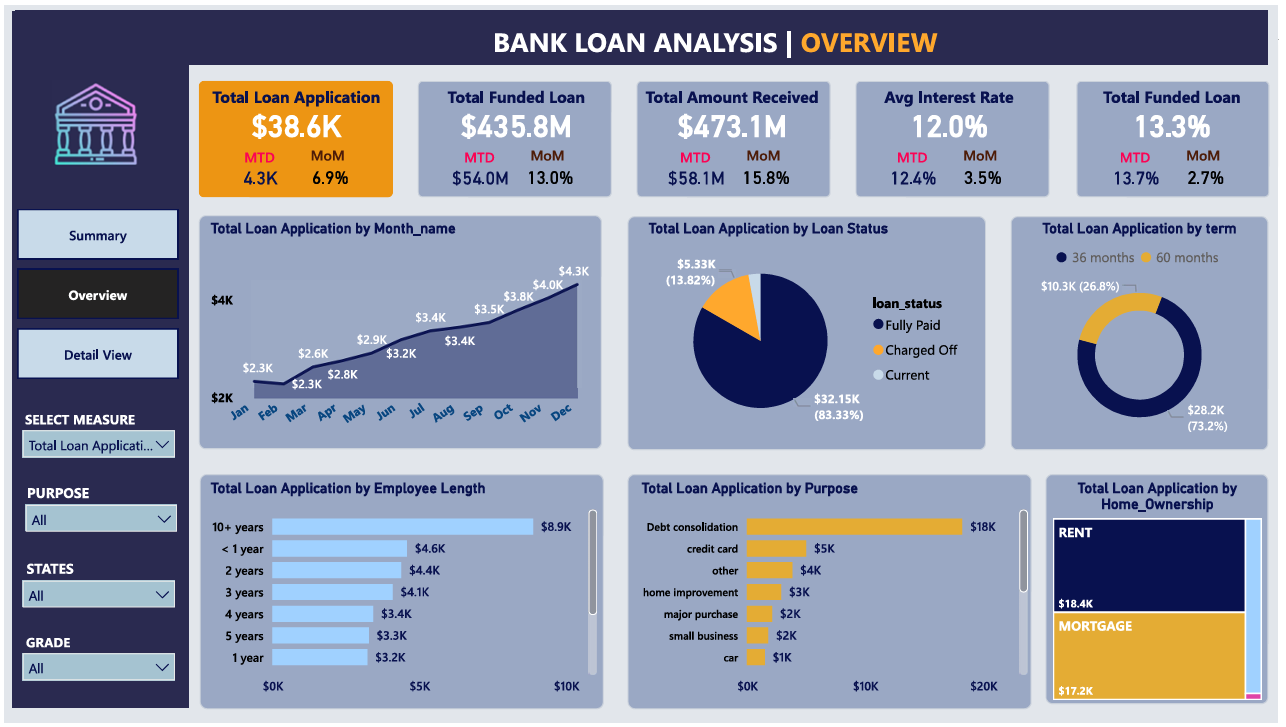 BANK LOAN ANALYSIS | OVERVIEW
Total Loan Application
$38.6K
MTD MoM
4.3K 6.9%
Total Funded Loan
$435.8M
MTD MoM
$54.0M 13.0%
Total Amount Received
$473.1M
MTD MoM
$58.1M 15.8%
Avg Interest Rate
12.0%
MTD MoM
12.4% 3.5%
Total Funded Loan
13.3%
MTD MoM
13.7% 2.7%
Summary
Overview
Detail View
SELECT MEASURE
Total Loan Applicati...
PURPOSE
All
STATES
All
GRADE
All
Total Loan Application by Month_name
$4K
$2K
$2.3K
$2.3K
$2.6K
$2.8K
$2.9K
$3.2K
$3.4K
$3.4K
$3.5K
$3.8K
$4.0K
$4.3K
Jan Feb Mar Apr May Jun Jul Aug Sep Oct Nov Dec
Total Loan Application by Loan Status
$5.33K
(13.82%)
$32.15K
(83.33%)
loan_status
Fully Paid
Charged Off
Current
Total Loan Application by term
36 months 60 months
$10.3K (26.8%)
$28.2K
(73.2%)
Total Loan Application by Employee Length
10+ years $8.9K
< 1 year $4.6K
2 years $4.4K
3 years $4.1K
4 years $3.4K
5 years $3.3K
1 year $3.2K
$0K $5K $10K
Total Loan Application by Purpose
Debt consolidation $18K
credit card $5K
other $4K
home improvement $3K
major purchase $2K
small business $2K
car $1K
$0K $10K $20K
Total Loan Application by
Home_Ownership
RENT
$18.4K
MORTGAGE
$17.2K